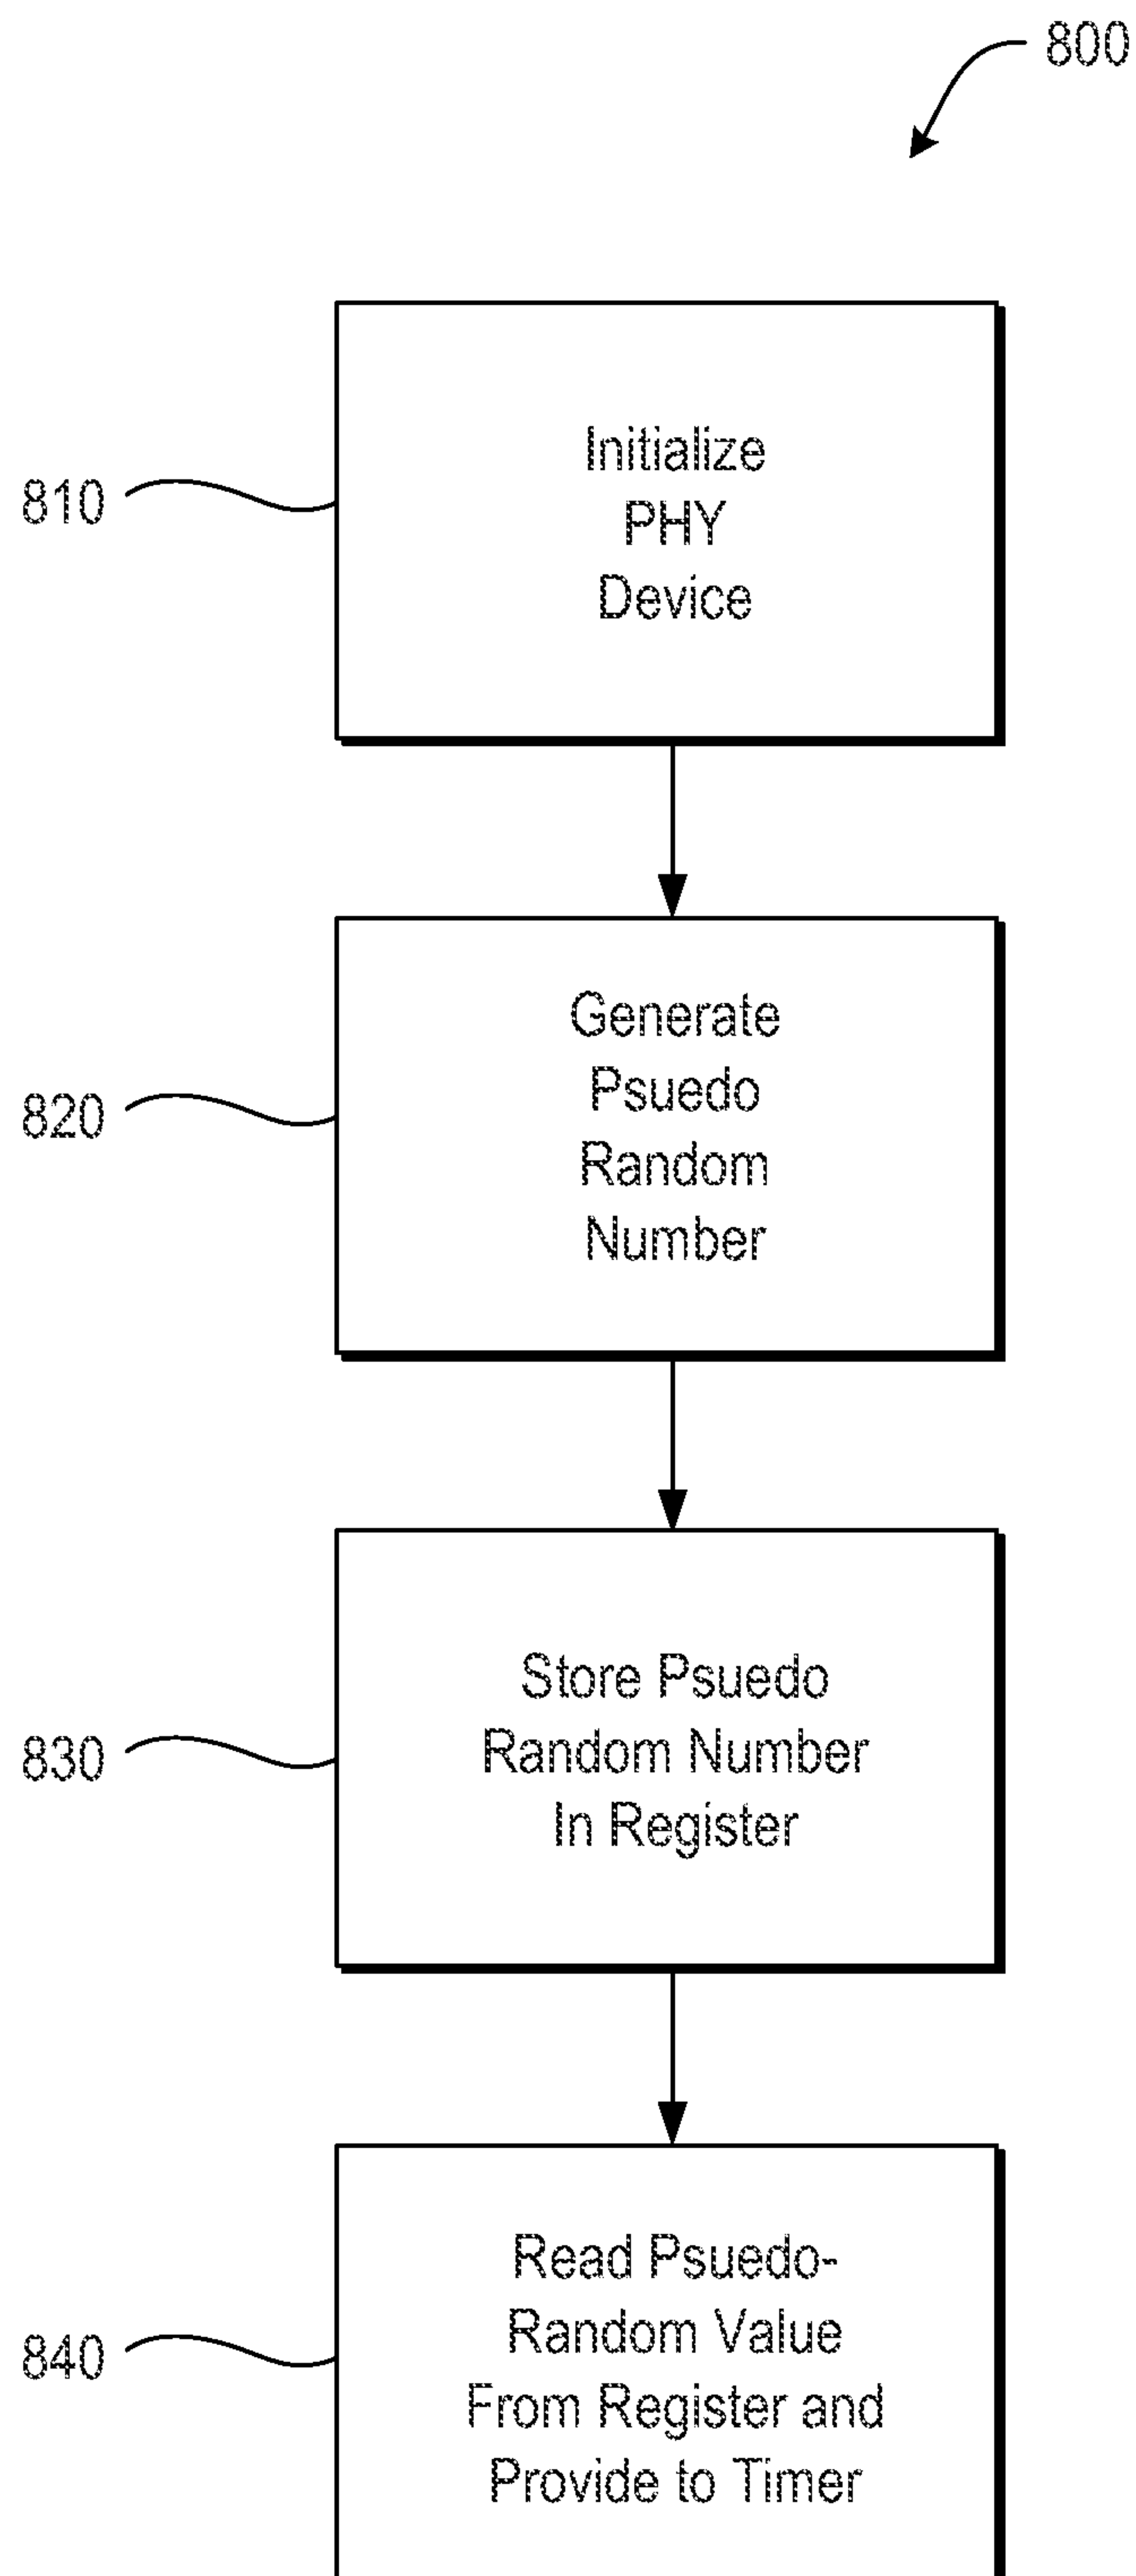 800
810
Initialize
PHY
Device
820
Generate
Psuedo
Random
Number
830
Store Psuedo
Random Number
In Register
840
Read Psuedo-
Random Value
From Register and
Provide to Timer